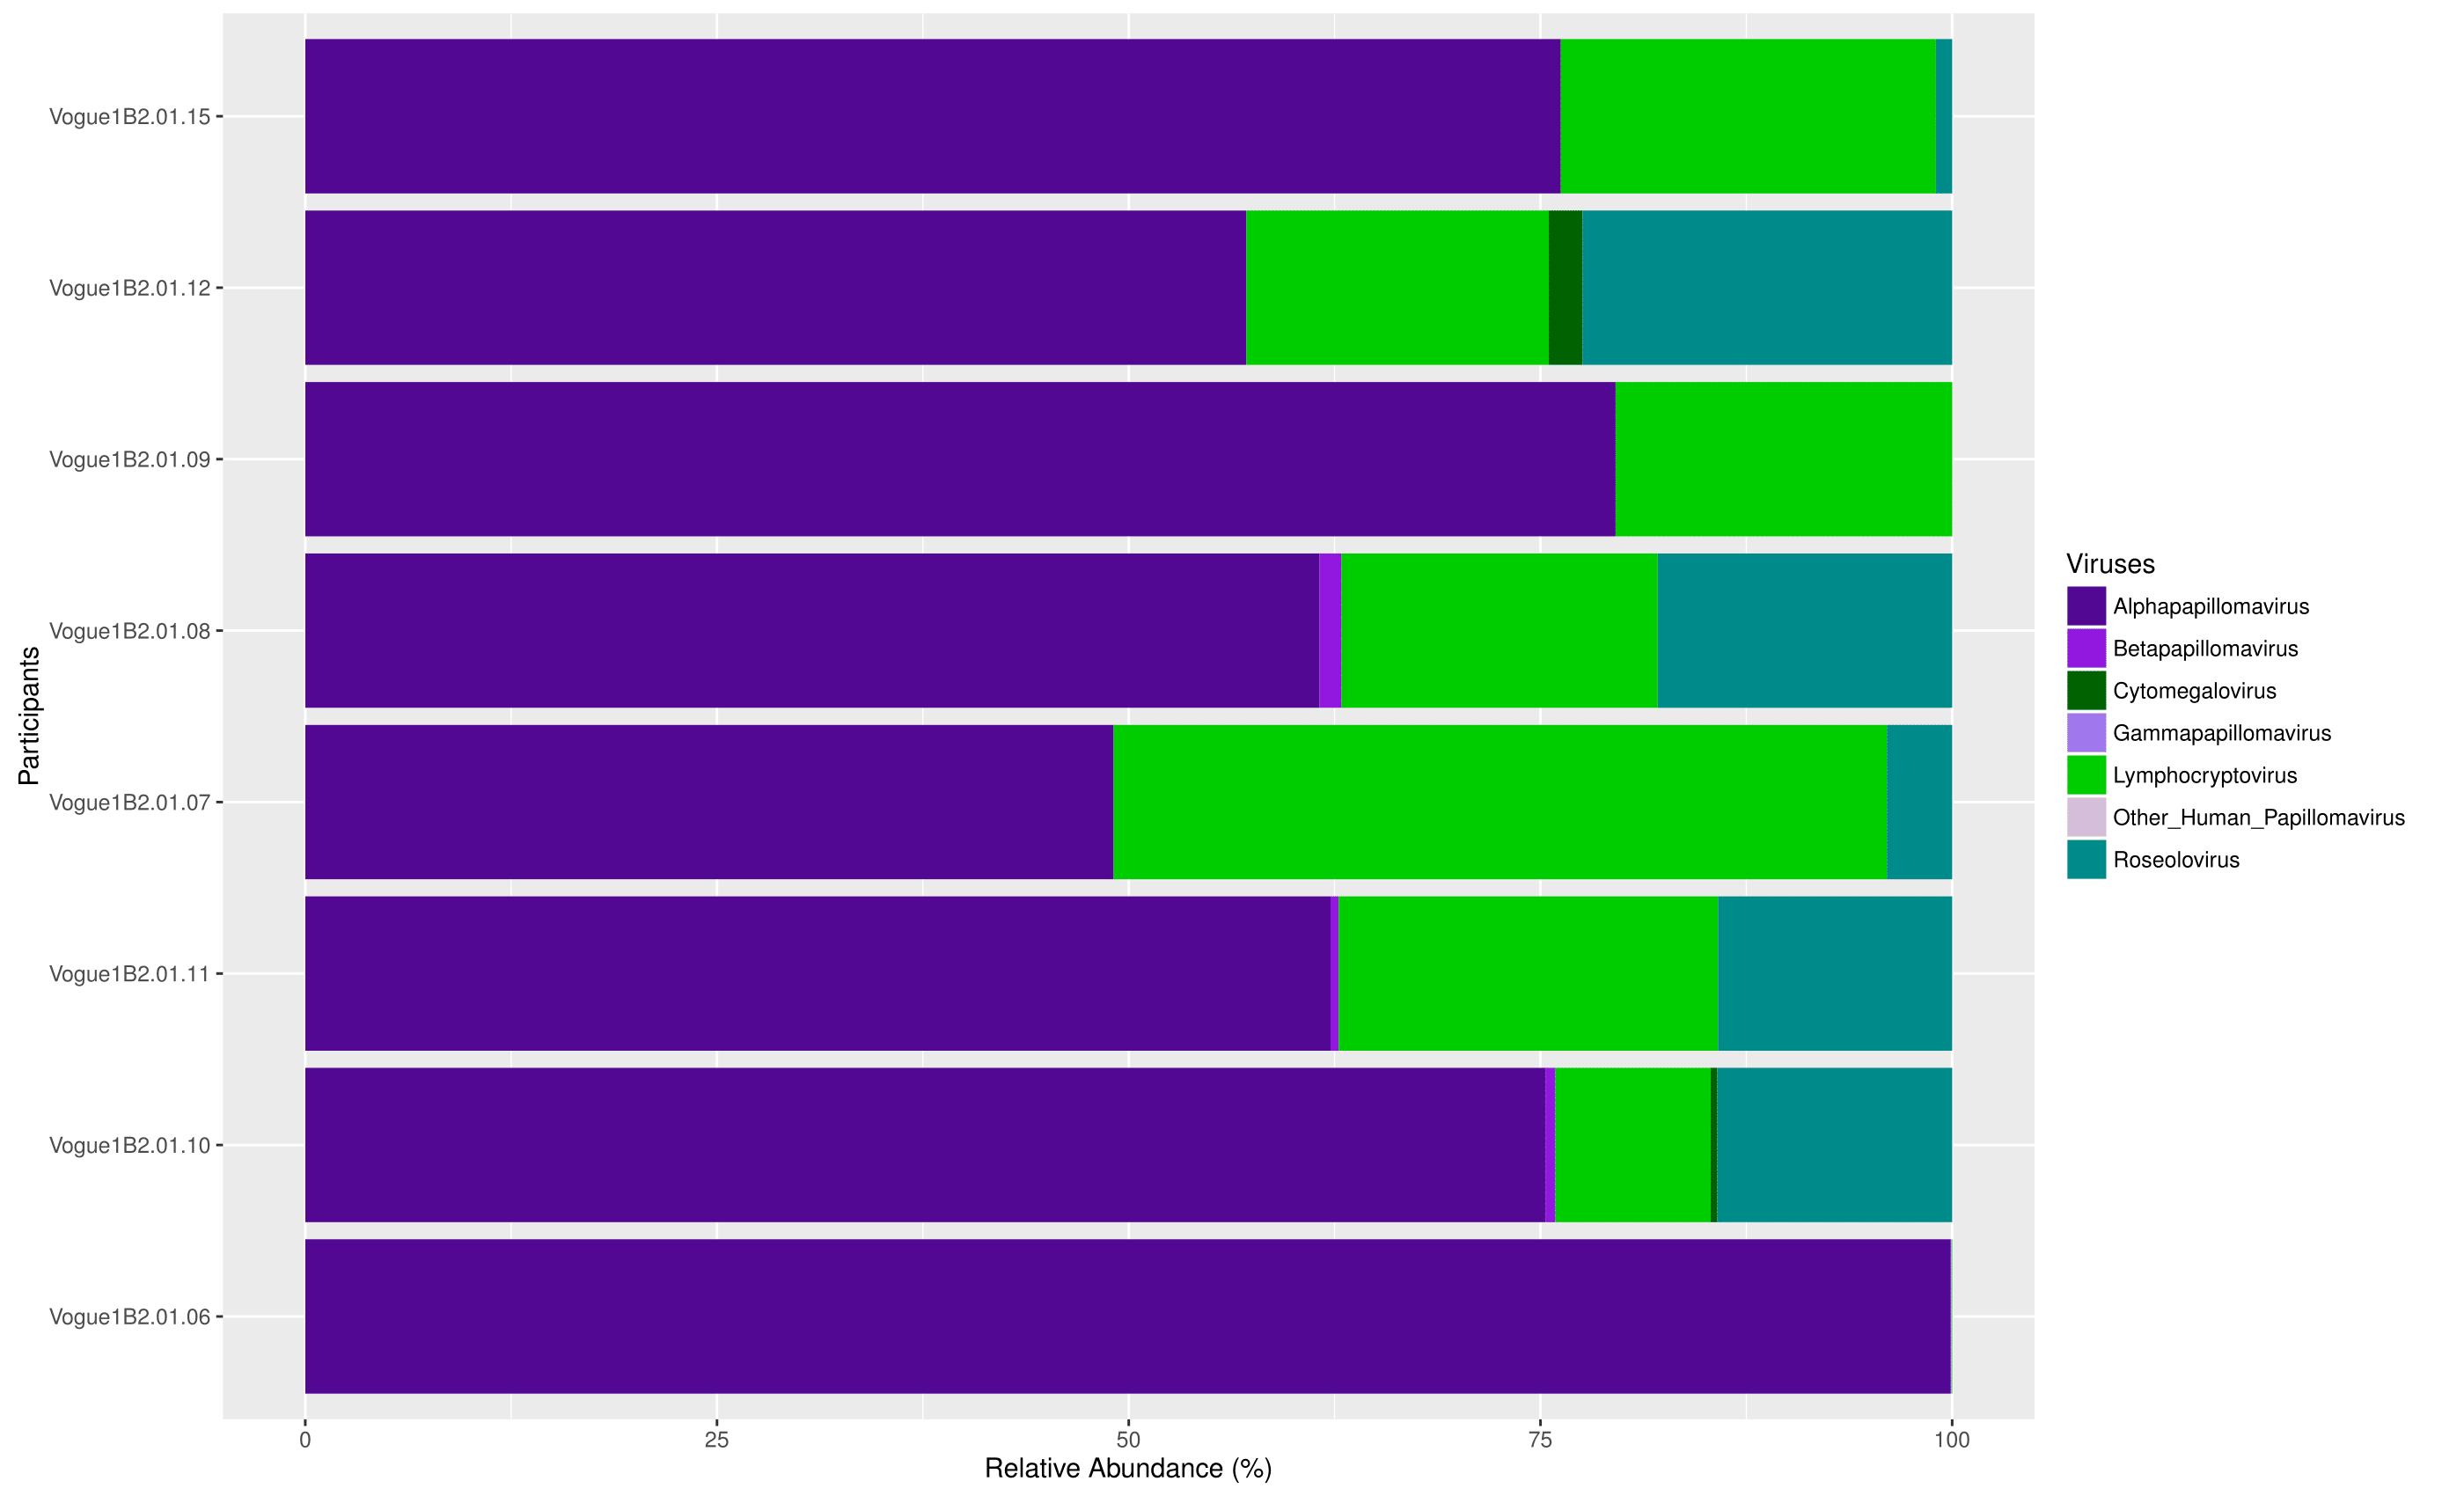 Participants
Vogue1B2.01.15
Vogue1B2.01.12
Vogue1B2.01.09
Vogue1B2.01.08
Vogue1B2.01.07
Vogue1B2.01.11
Vogue1B2.01.10
Vogue1B2.01.06
0 25 50 75 100
Relative Abundance (%)
Viruses
Alphapapillomavirus
Betapapillomavirus
Cytomegalovirus
Gammapapillomavirus
Lymphocryptovirus
Other_Human_Papillomavirus
Roseolovirus